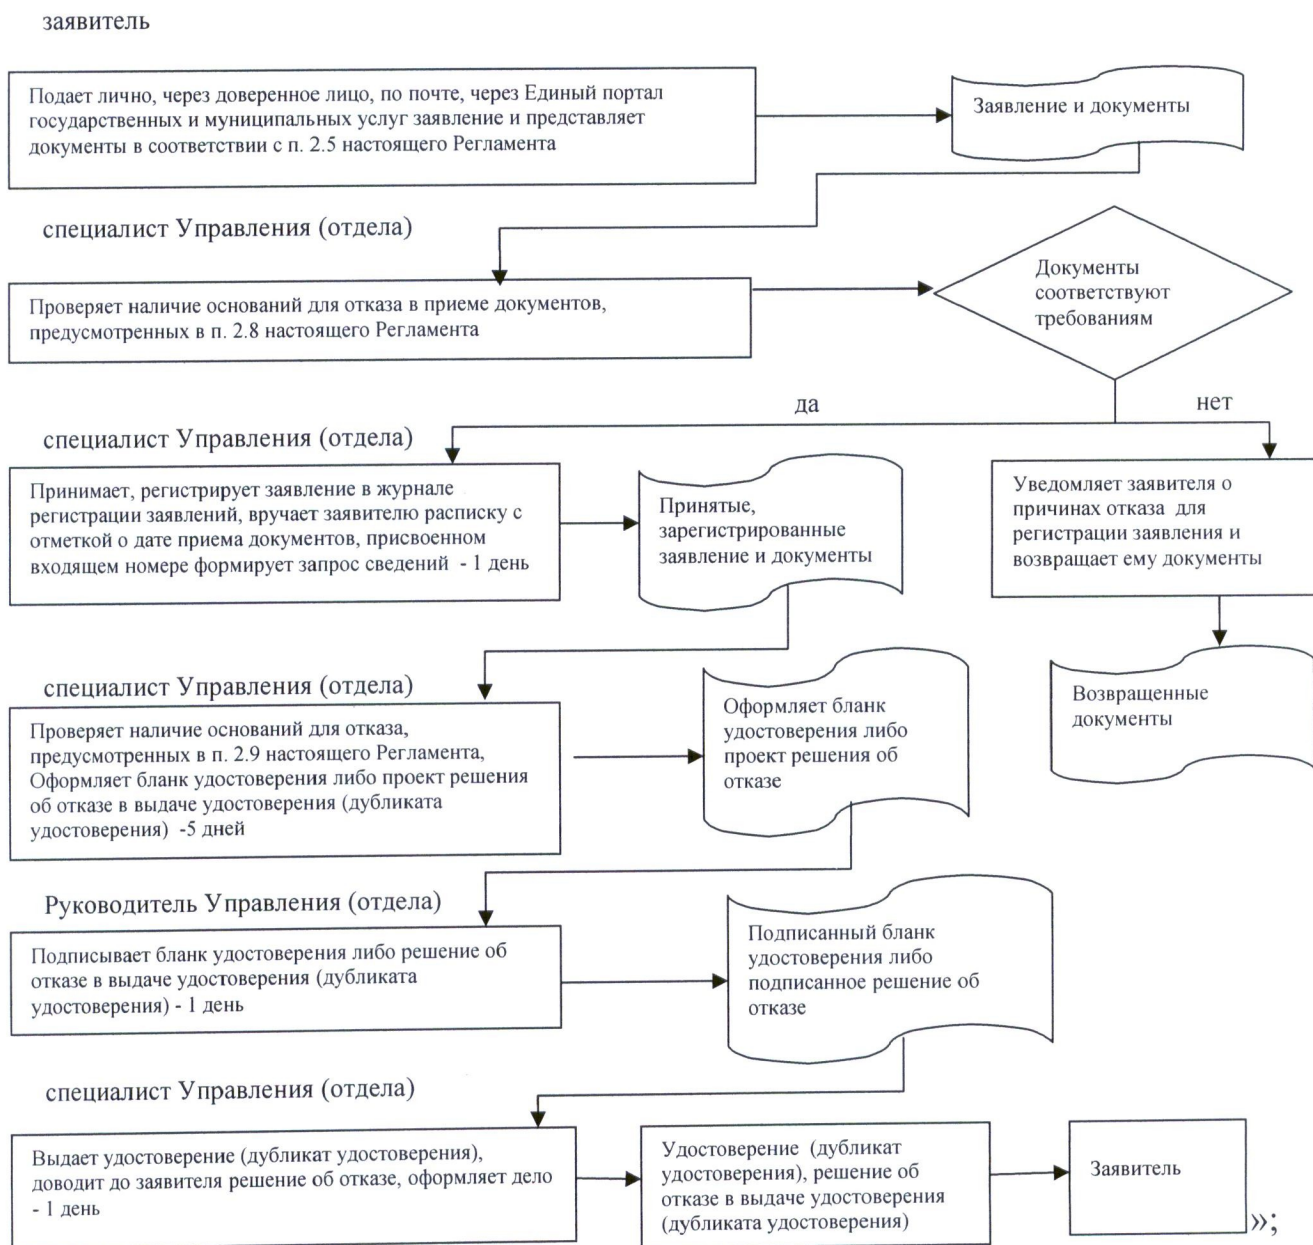 заявитель
Подает лично, через доверенное лицо, по почте, через Единый портал
государственных и муниципальных услуг заявление и представляет
документы в соответствии с п. 2.5 настоящего Регламента
Заявление и документы
специалист Управления (отдела)
Проверяет наличие оснований для отказа в приеме документов,
предусмотренных в п. 2.8 настоящего Регламента
Документы
соответствуют
требованиям
да
нет
специалист Управления (отдела)
Принимает, регистрирует заявление в журнале
регистрации заявлений, вручает заявителю расписку с
отметкой о дате приема документов, присвоенном
входящем номере формирует запрос сведений - 1 день
Принятые,
зарегистрированные
заявление и документы
Уведомляет заявителя о
причинах отказа для
регистрации заявления и
возвращает ему документы
специалист Управления (отдела)
Проверяет наличие оснований для отказа,
предусмотренных в п. 2.9 настоящего Регламента,
Оформляет бланк удостоверения либо проект решения
об отказе в выдаче удостоверения (дубликата
удостоверения) -5 дней
Оформляет бланк
удостоверения либо
проект решения об
отказе
Возвращенные
документы
Руководитель Управления (отдела)
Подписывает бланк удостоверения либо решение об
отказе в выдаче удостоверения (дубликата
удостоверения) - 1 день
Подписанный бланк
удостоверения либо
подписанное решение об
отказе
специалист Управления (отдела)
Выдает удостоверение (дубликат удостоверения),
доводит до заявителя решение об отказе, оформляет дело
- 1 день
Удостоверение (дубликат
удостоверения), решение об
отказе в выдаче удостоверения
(дубликата удостоверения)
Заявитель
»;